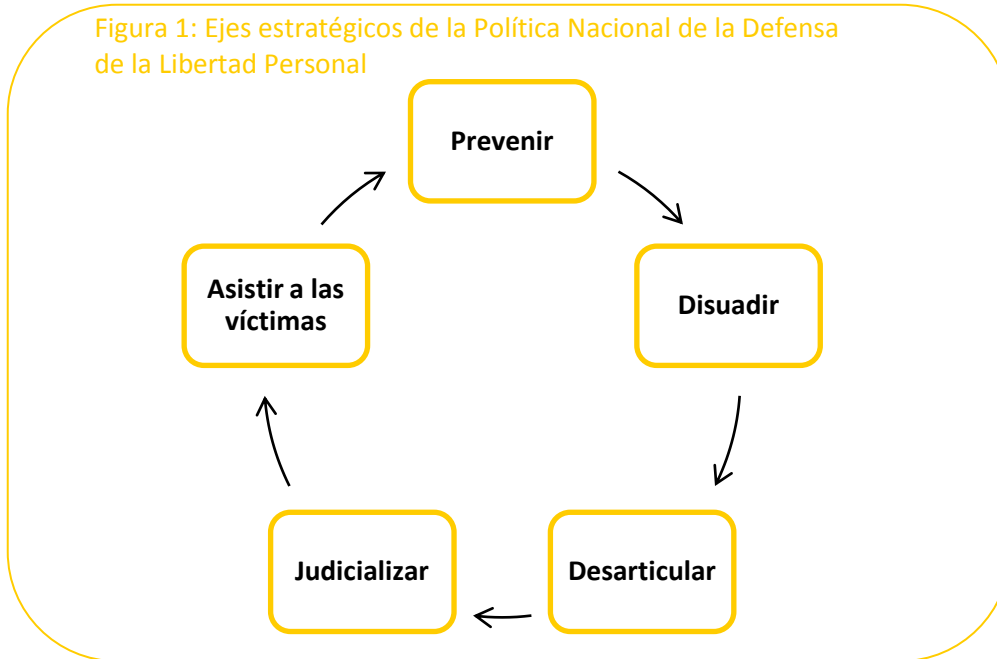 Figura 1: Ejes estratégicos de la Política Nacional de la Defensa
de la Libertad Personal
Prevenir
Disuadir
Desarticular
Judicializar
Asistir a las
víctimas